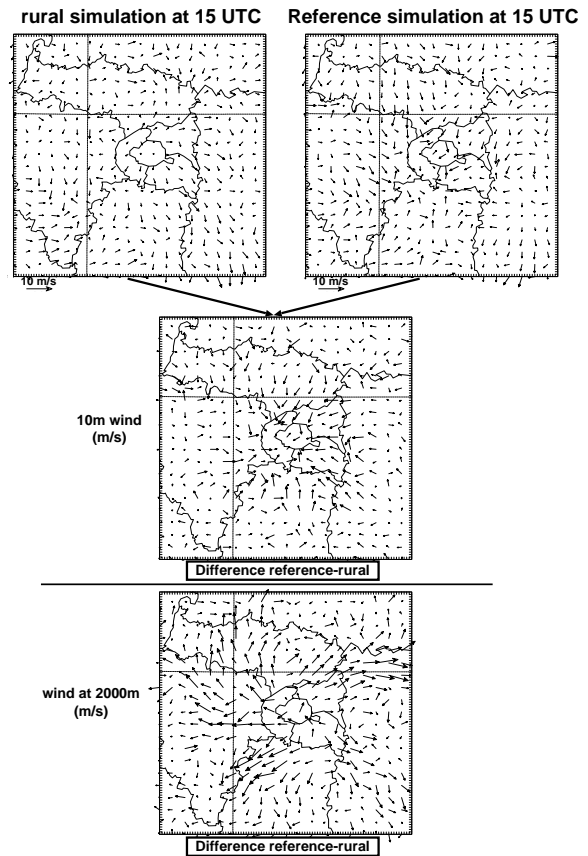 rural simulation at 15 UTC
Reference simulation at 15 UTC
10 m/s
10 m/s
10m wind
(m/s)
Difference reference-rural
wind at 2000m
(m/s)
Difference reference-rural